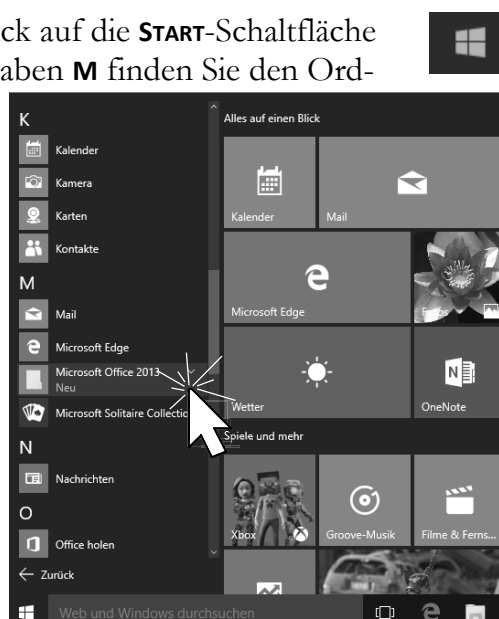 ck auf die START-Schaltfläche
aben M finden Sie den Ord-
K
Kalender
Kamera
Karten
Kontakte
M
Mail
Microsoft Edge
Microsoft Office 2013
Neu
Microsoft Solitaire Collectio
N
Nachrichten
O
Office holen
Zurück
Web und Windows durchsuchen
Alles auf einen Blick
Kalender
Mail
Microsoft Edge
Fotos
Wetter
OneNote
Spiele und mehr
Xbox
Groove-Musik
Filme & Ferns...